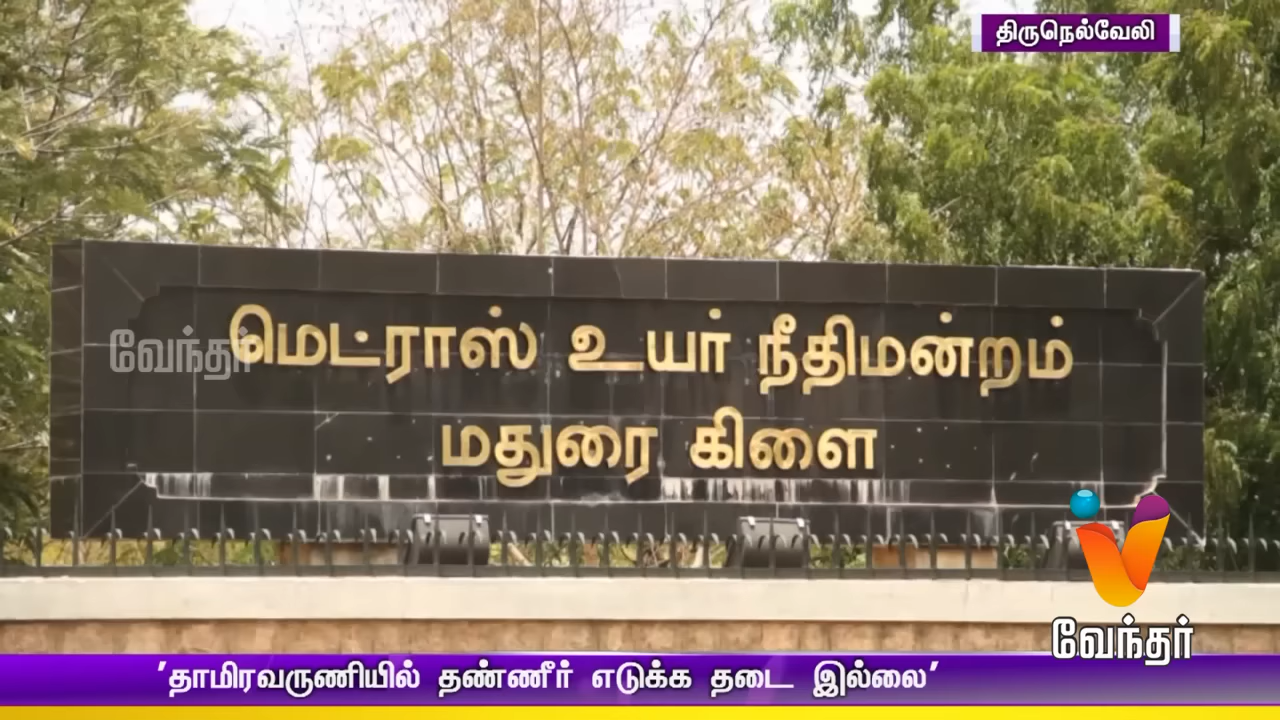 திருநெல்வேலி
வேந்தர்
மெட்ராஸ் உயர் நீதிமன்றம்
மதுரை கிளை
வேந்தர்
'தாமிரவருணியில் தண்ணீர் எடுக்க தடை இல்லை'